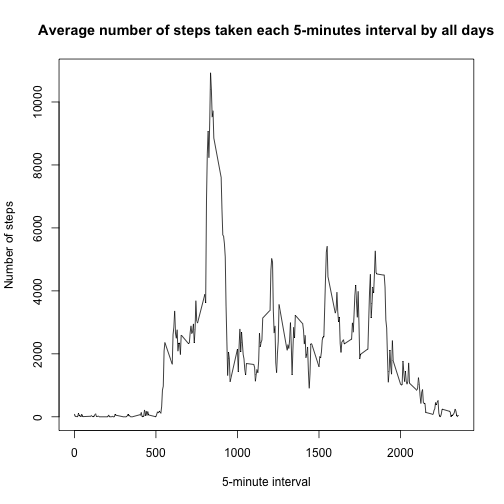 Average number of steps taken each 5-minutes interval by all days
Number of steps
10000
8000
6000
4000
2000
0
0 500 1000 1500 2000
5-minute interval